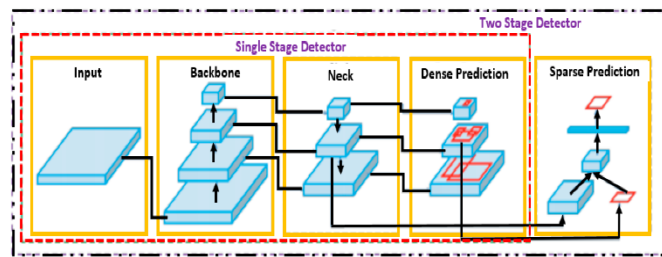 Two Stage Detector
Single Stage Detector
Input
Backbone
Neck
Dense Prediction
Sparse Prediction